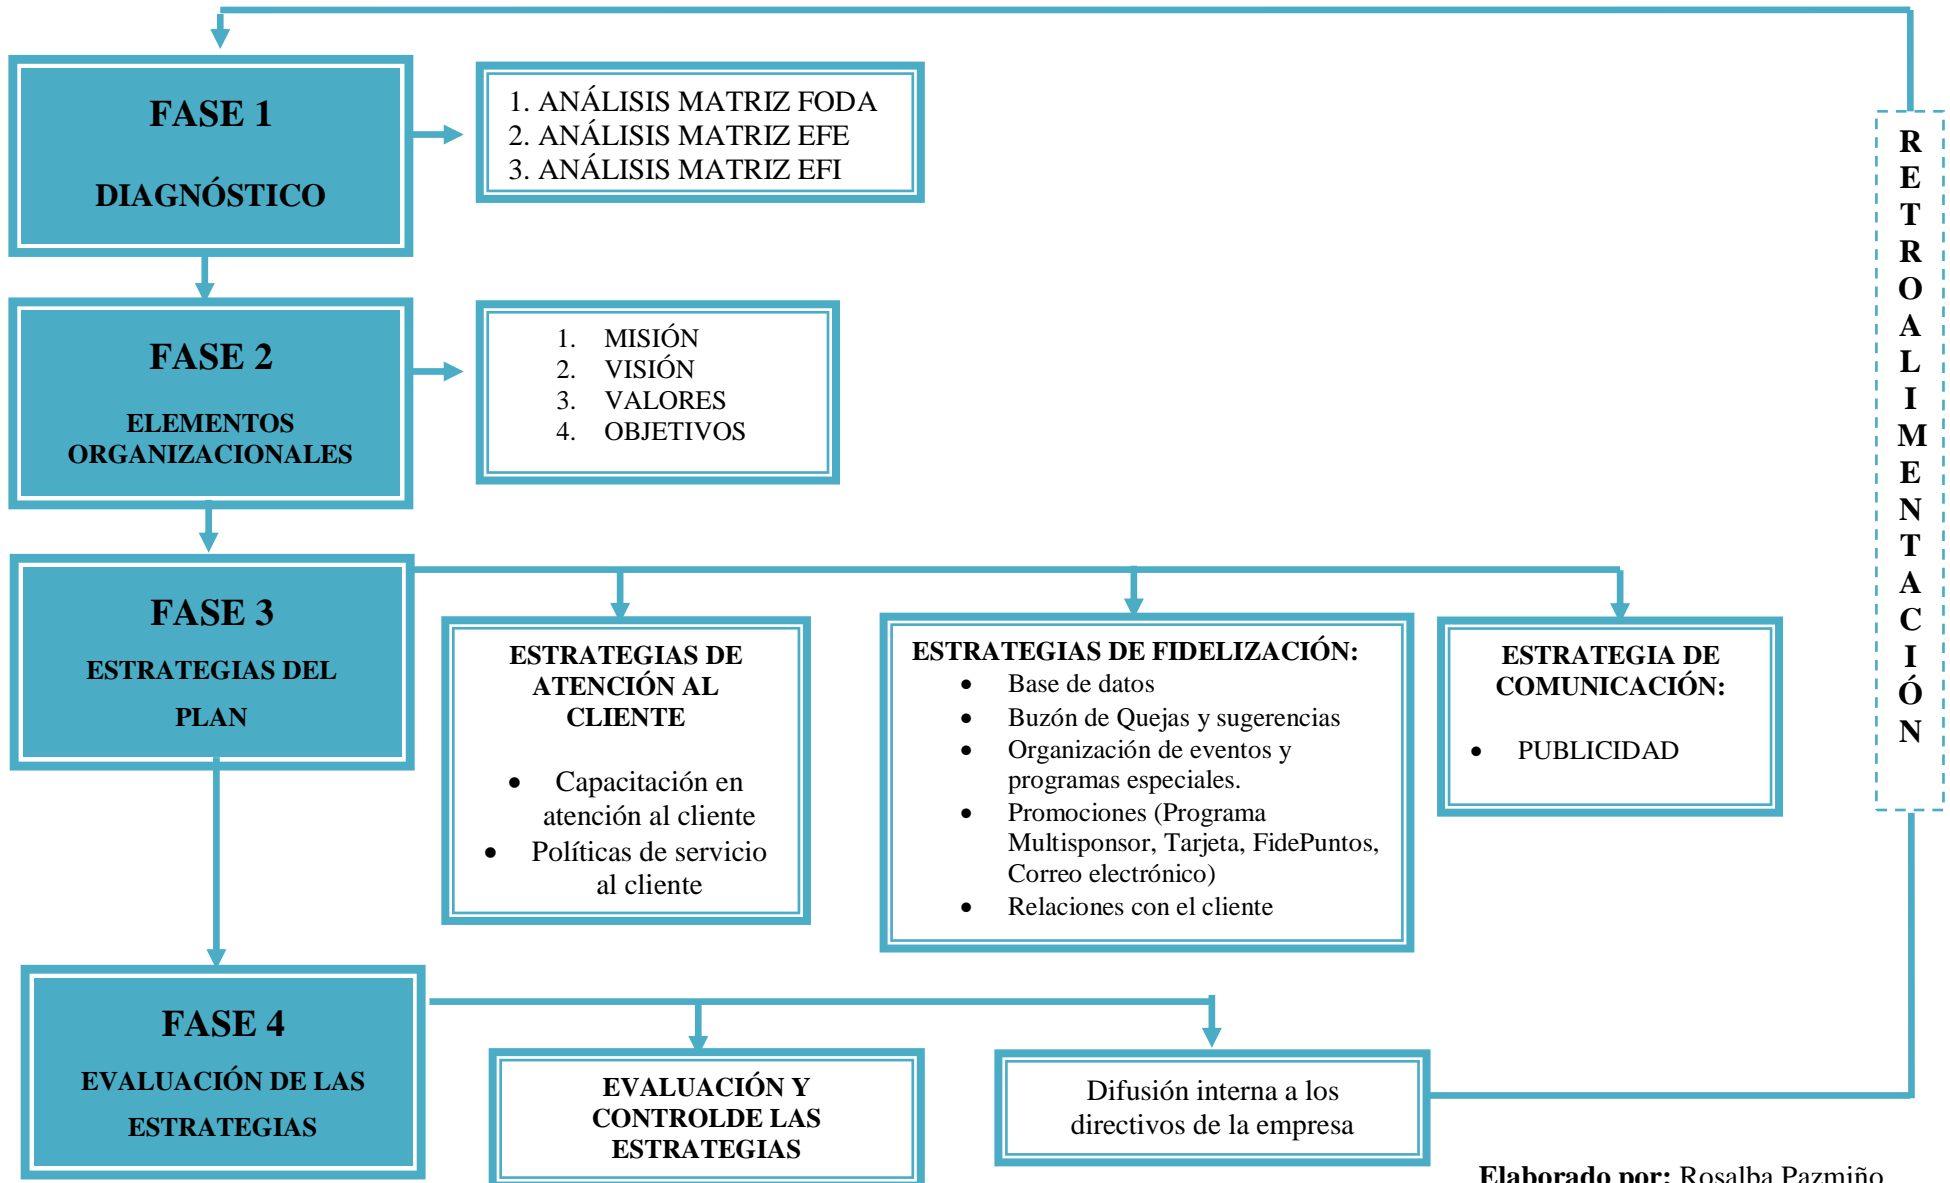 FASE 1
DIAGNÓSTICO
1. ANÁLISIS MATRIZ FODA
2. ANÁLISIS MATRIZ EFE
3. ANÁLISIS MATRIZ EFI
FASE 2
ELEMENTOS
ORGANIZACIONALES
1. MISIÓN
2. VISIÓN
3. VALORES
4. OBJETIVOS
FASE 3
ESTRATEGIAS DEL
PLAN
ESTRATEGIAS DE
ATENCIÓN AL
CLIENTE
• Capacitación en
atención al cliente
• Políticas de servicio
al cliente
ESTRATEGIAS DE FIDELIZACIÓN:
• Base de datos
• Buzón de Quejas y sugerencias
• Organización de eventos y
programas especiales.
• Promociones (Programa
Multisponsor, Tarjeta, FidePuntos,
Correo electrónico)
• Relaciones con el cliente
ESTRATEGIA DE
COMUNICACIÓN:
• PUBLICIDAD
FASE 4
EVALUACIÓN DE LAS
ESTRATEGIAS
EVALUACIÓN Y
CONTROLDE LAS
ESTRATEGIAS
Difusión interna a los
directivos de la empresa
R
E
T
R
O
A
L
I
M
E
N
T
A
C
I
Ó
N
Elaborado por: Rosalba Pazmiño